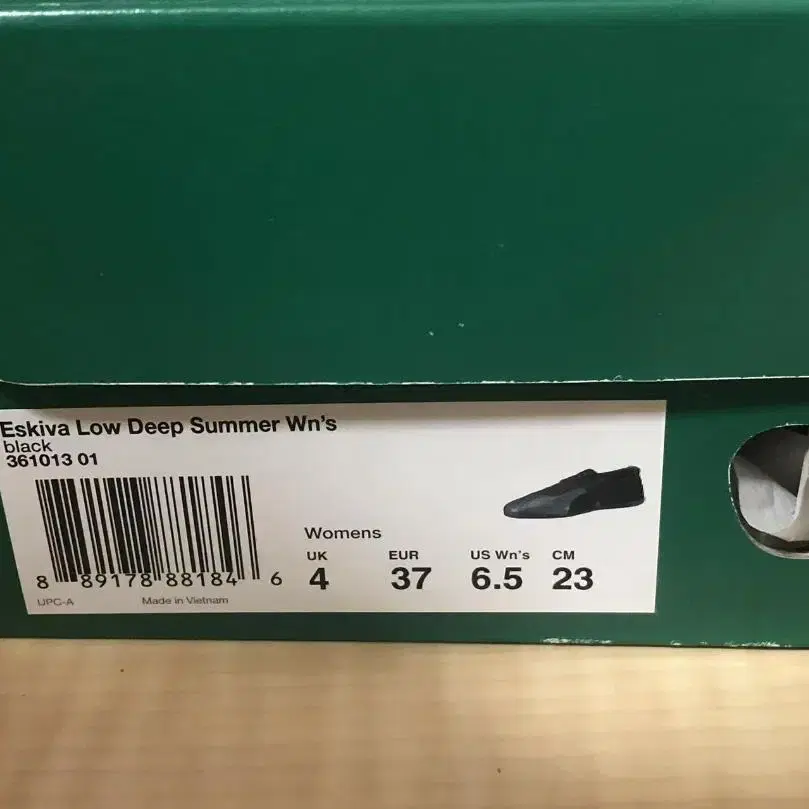 Eskiva Low Deep Summer Wn's
black
361013 01
8 89178 88184 6
UPC-A Made in Vietnam
Womens
UK EUR US Wn's CM
4 37 6.5 23